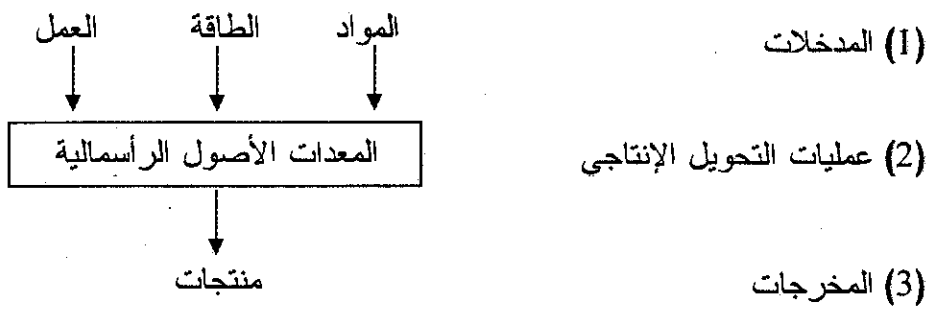 (1) المدخلات
المواد الطاقة العمل
(2) عمليات التحويل الإنتاجي
المعدات الأصول الرأسمالية
(3) المخرجات
منتجات